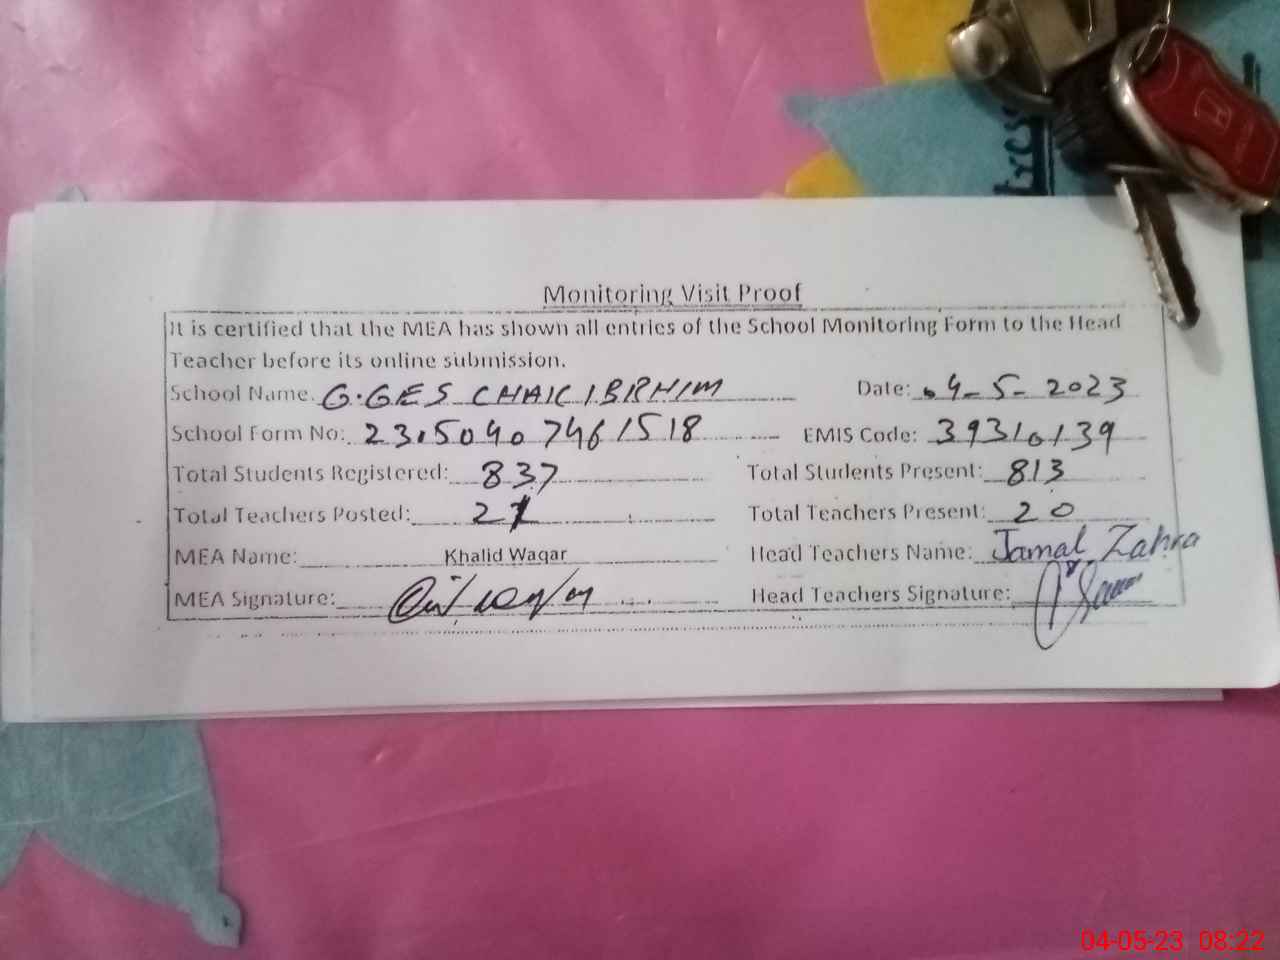 Monitoring Visit Proof
It is certified that the MEA has shown all entries of the School Monitoring Form to the Head
Teacher before its online submission.
School Name. G.GES CHAK IBRHIM Date: 04-5-2023
School Form No: 2350407461518 EMIS Code: 39310139
Total Students Registered: 837 Total Students Present: 813
Total Teachers Posted: Total Teachers Present: 20
MEA Name: Khalid Waqar Head Teachers Name: Jamal Zahra
MEA Signature: Head Teachers Signature:
04-05-23 08:22